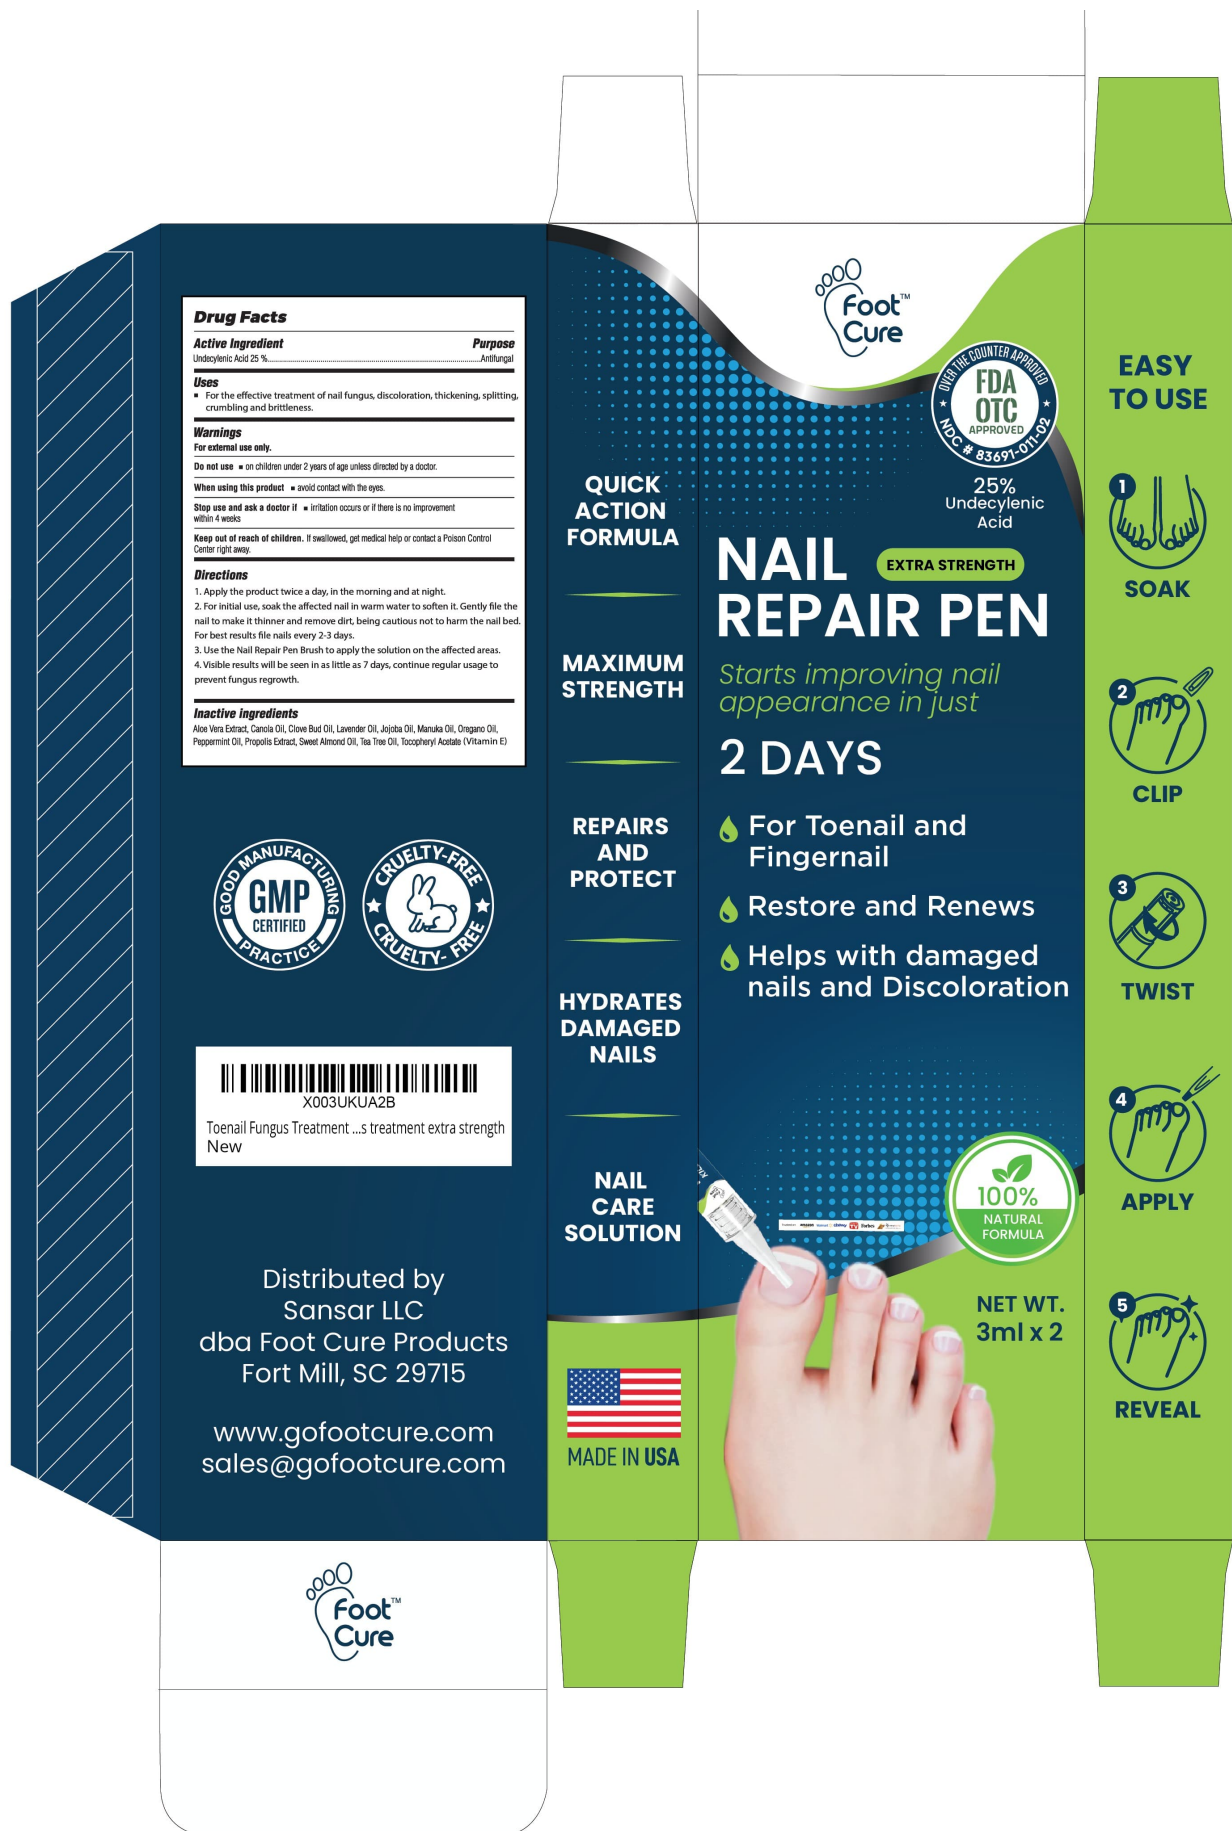 Drug Facts
Active Ingredient Purpose
Undecylenic Acid 25 %......Antifungal
Uses
▪ For the effective treatment of nail fungus, discoloration, thickening, splitting,
crumbling and brittleness.
Warnings
For external use only.
Do not use ▪ on children under 2 years of age unless directed by a doctor.
When using this product ▪ avoid contact with the eyes.
Stop use and ask a doctor if ▪ irritation occurs or if there is no improvement
within 4 weeks
Keep out of reach of children. If swallowed, get medical help or contact a Poison Control
Center right away.
Directions
1. Apply the product twice a day, in the morning and at night.
2. For initial use, soak the affected nail in warm water to soften it. Gently file the
nail to make it thinner and remove dirt, being cautious not to harm the nail bed.
For best results file nails every 2-3 days.
3. Use the Nail Repair Pen Brush to apply the solution on the affected areas.
4. Visible results will be seen in as little as 7 days, continue regular usage to
prevent fungus regrowth.
Inactive ingredients
Aloe Vera Extract, Canola Oil, Clove Bud Oil, Lavender Oil, Jojoba Oil, Manuka Oil, Oregano Oil,
Peppermint Oil, Propolis Extract, Sweet Almond Oil, Tea Tree Oil, Tocopheryl Acetate (Vitamin E)
GOOD MANUFACTURING
GMP
CERTIFIED
PRACTICE
CRUELTY-FREE
CRUELTY- FREE
X003UKUA2B
Toenail Fungus Treatment ...s treatment extra strength
New
Distributed by
Sansar LLC
dba Foot Cure Products
Fort Mill, SC 29715
www.gofootcure.com
sales@gofootcure.com
Foot™
Cure
QUICK
ACTION
FORMULA
MAXIMUM
STRENGTH
REPAIRS
AND
PROTECT
HYDRATES
DAMAGED
NAILS
NAIL
CARE
SOLUTION
MADE IN USA
Foot™
Cure
OVER THE COUNTER APPROVED
FDA
OTC
APPROVED
NDC # 83691-011-02
25%
Undecylenic
Acid
NAIL
EXTRA STRENGTH
REPAIR PEN
Starts improving nail
appearance in just
2 DAYS
For Toenail and
Fingernail
Restore and Renews
Helps with damaged
nails and Discoloration
100%
NATURAL
FORMULA
Forbes
NET WT.
3ml x 2
EASY
TO USE
1
SOAK
2
CLIP
3
TWIST
4
APPLY
5
REVEAL